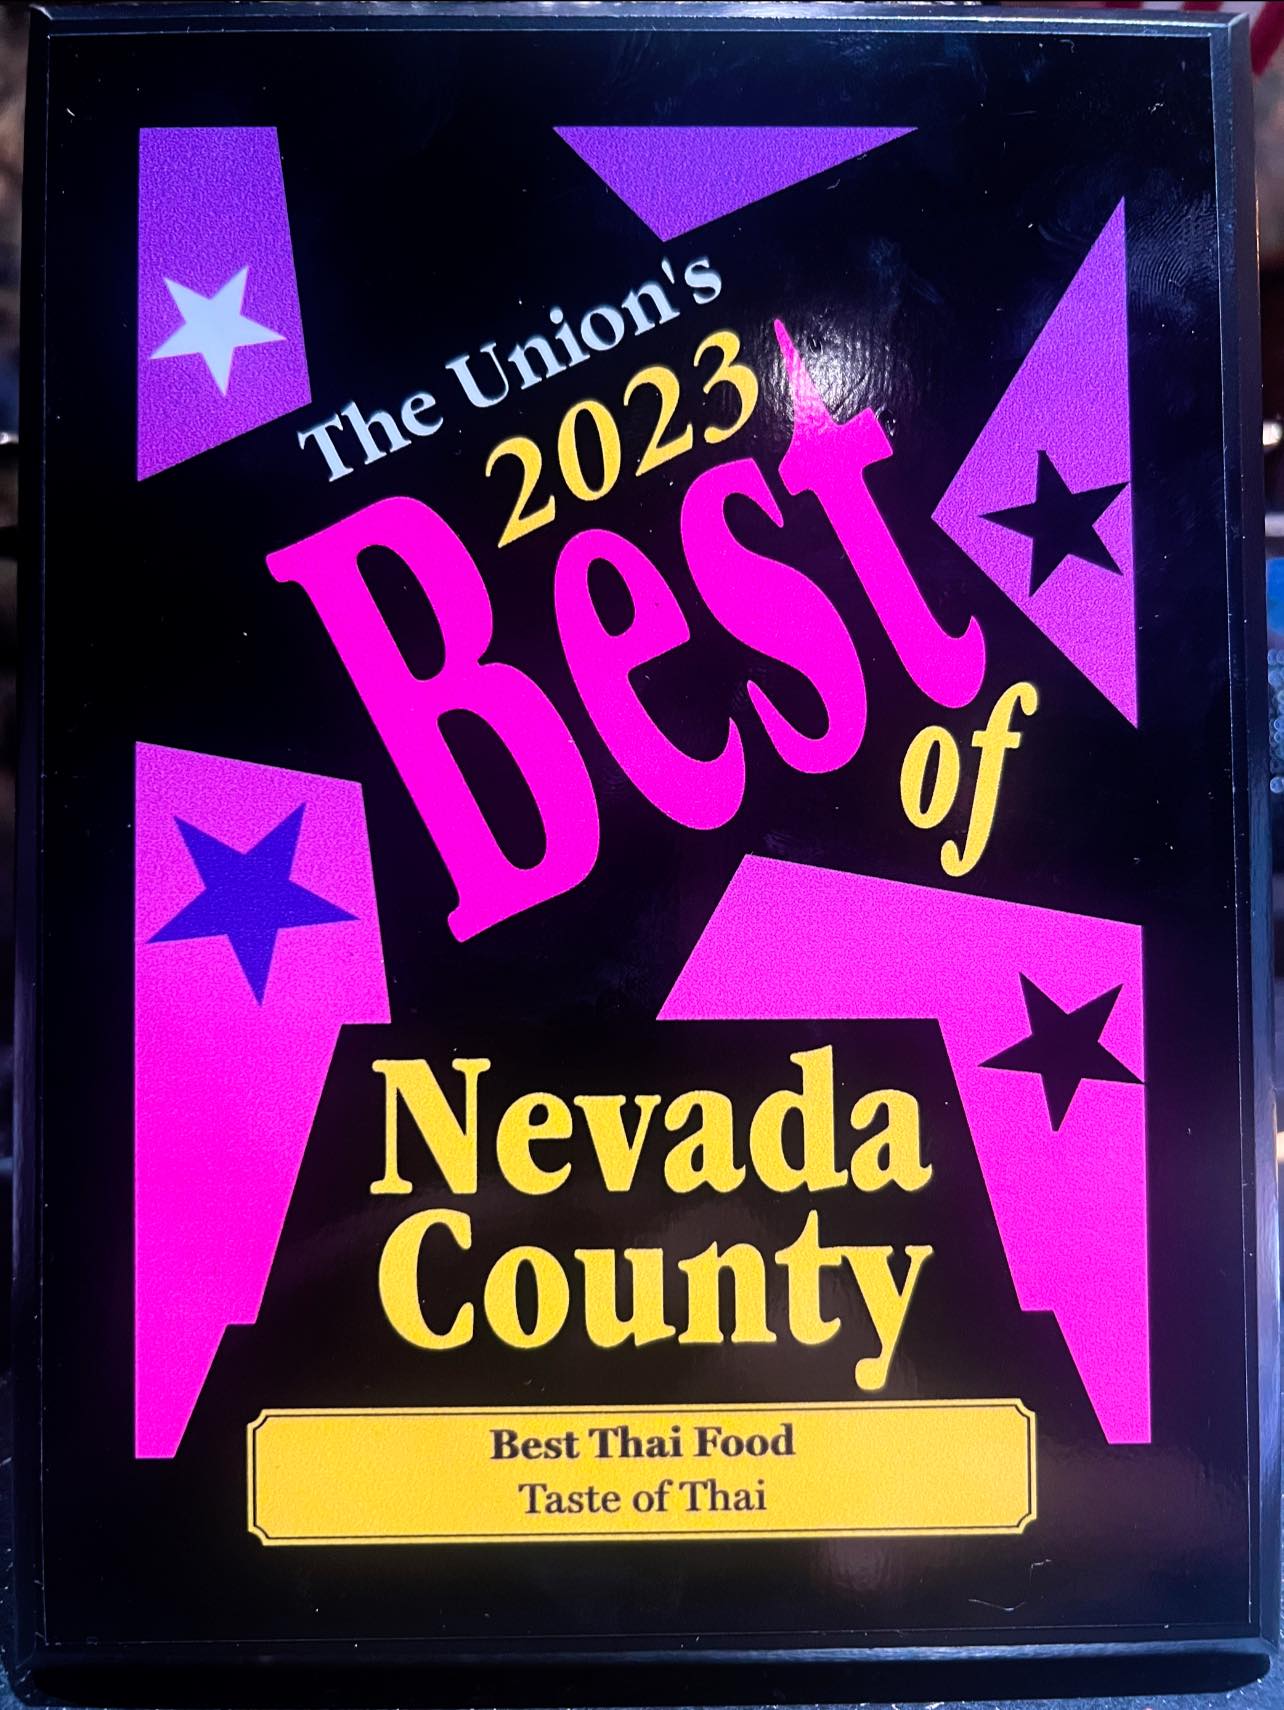 The Union's
2023
Best
of
Nevada
County
Best Thai Food
Taste of Thai